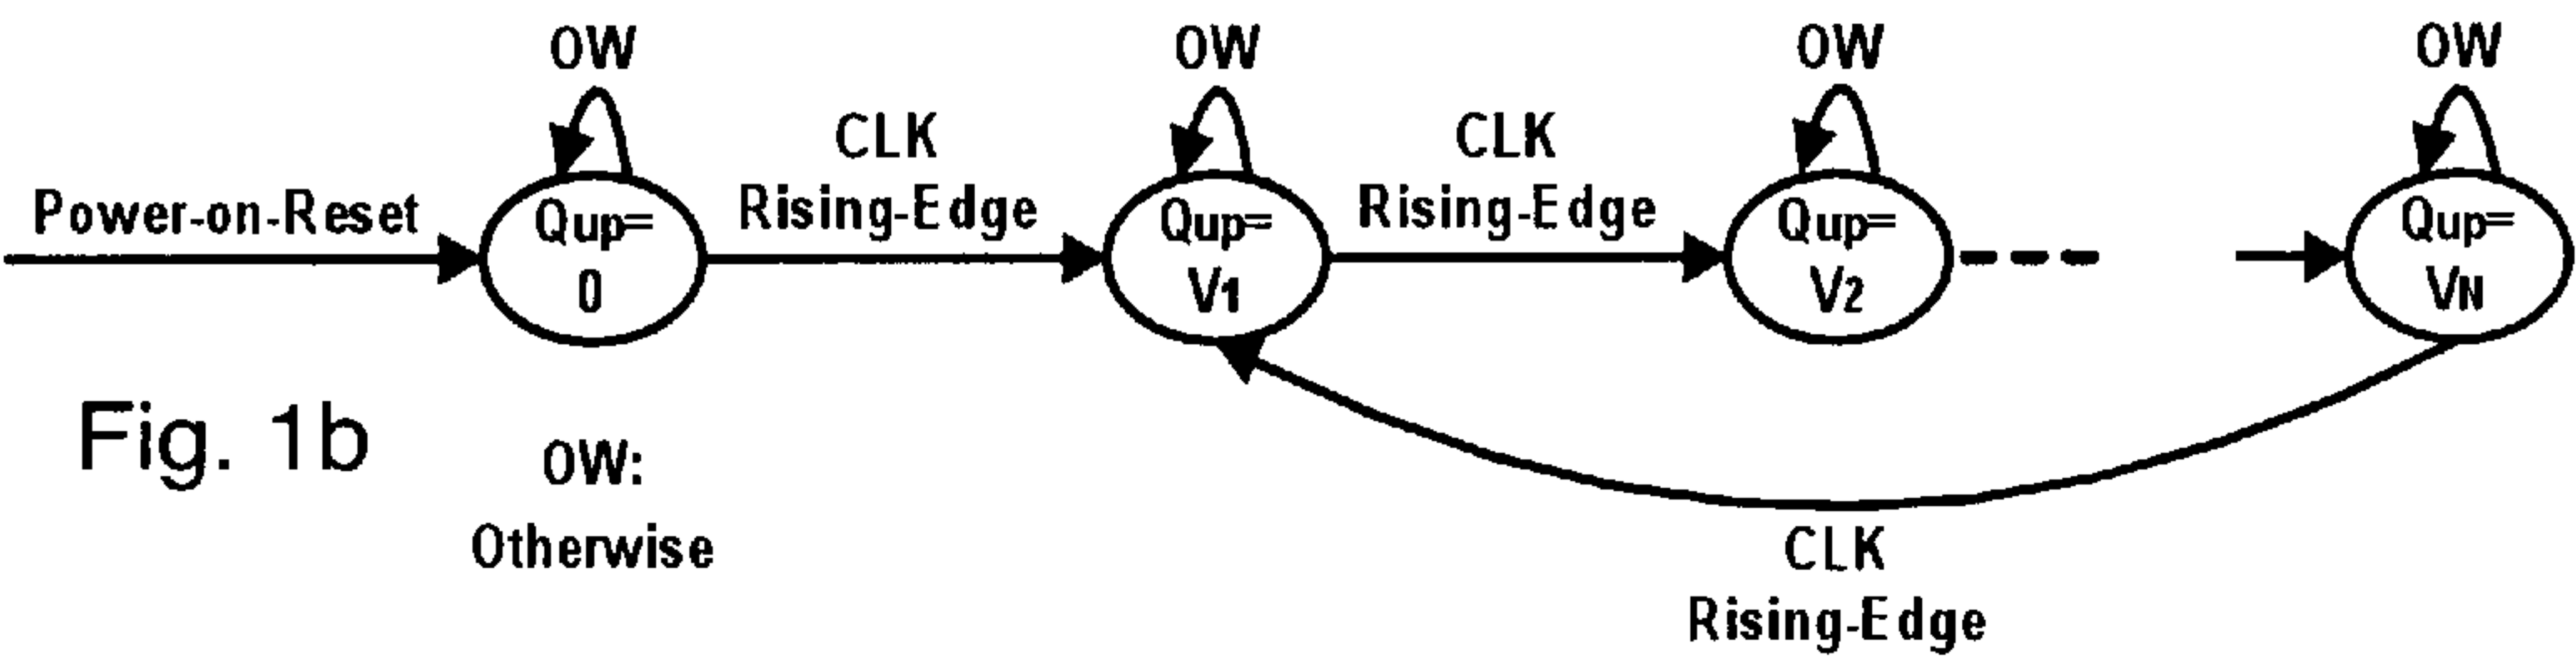 OW
OW
OW
OW
CLK
Rising-Edge
CLK
Rising-Edge
Power-on-Reset
Qup=
0
Qup=
V1
Qup=
V2
Qup=
VN
Fig. 1b
OW:
Otherwise
CLK
Rising-Edge